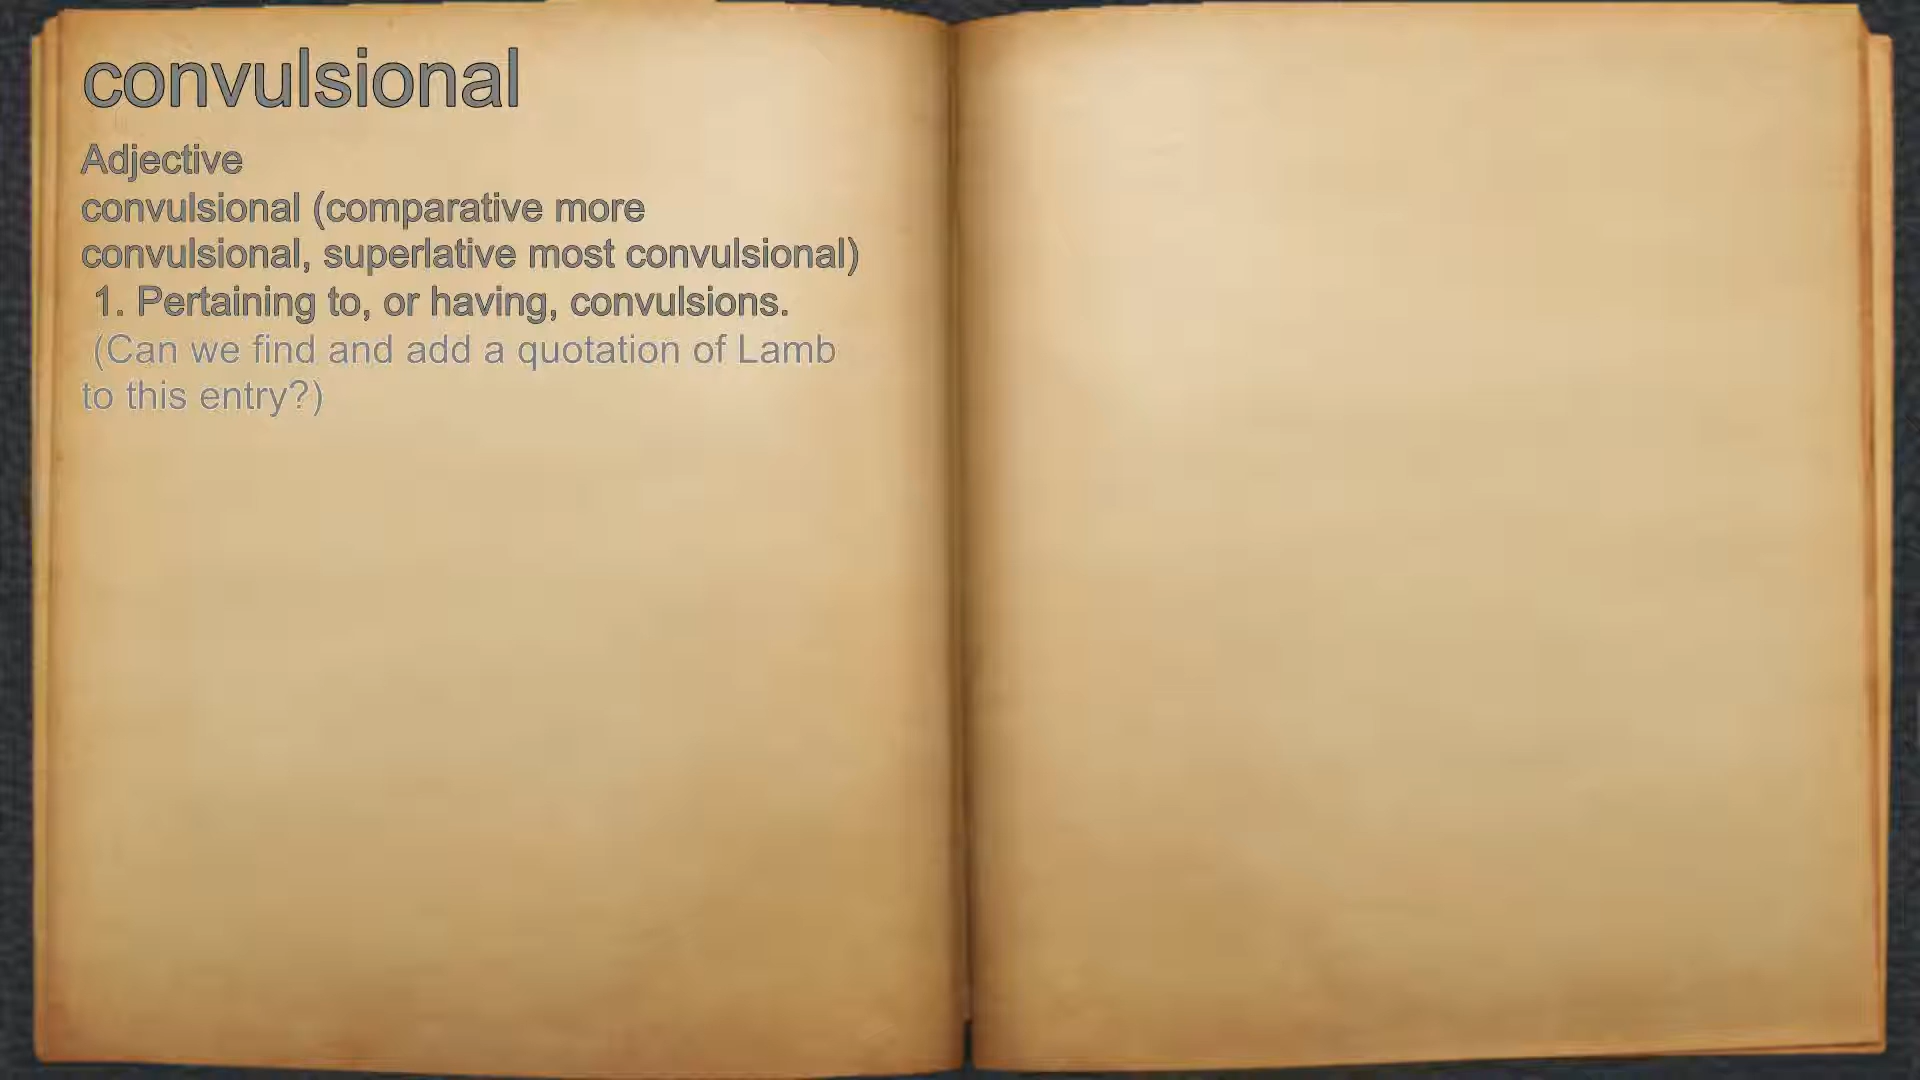 convulsional
Adjective
convulsional (comparative more
convulsional, superlative most convulsional)
1. Pertaining to, or having, convulsions.
(Can we find and add a quotation of Lamb
to this entry?)